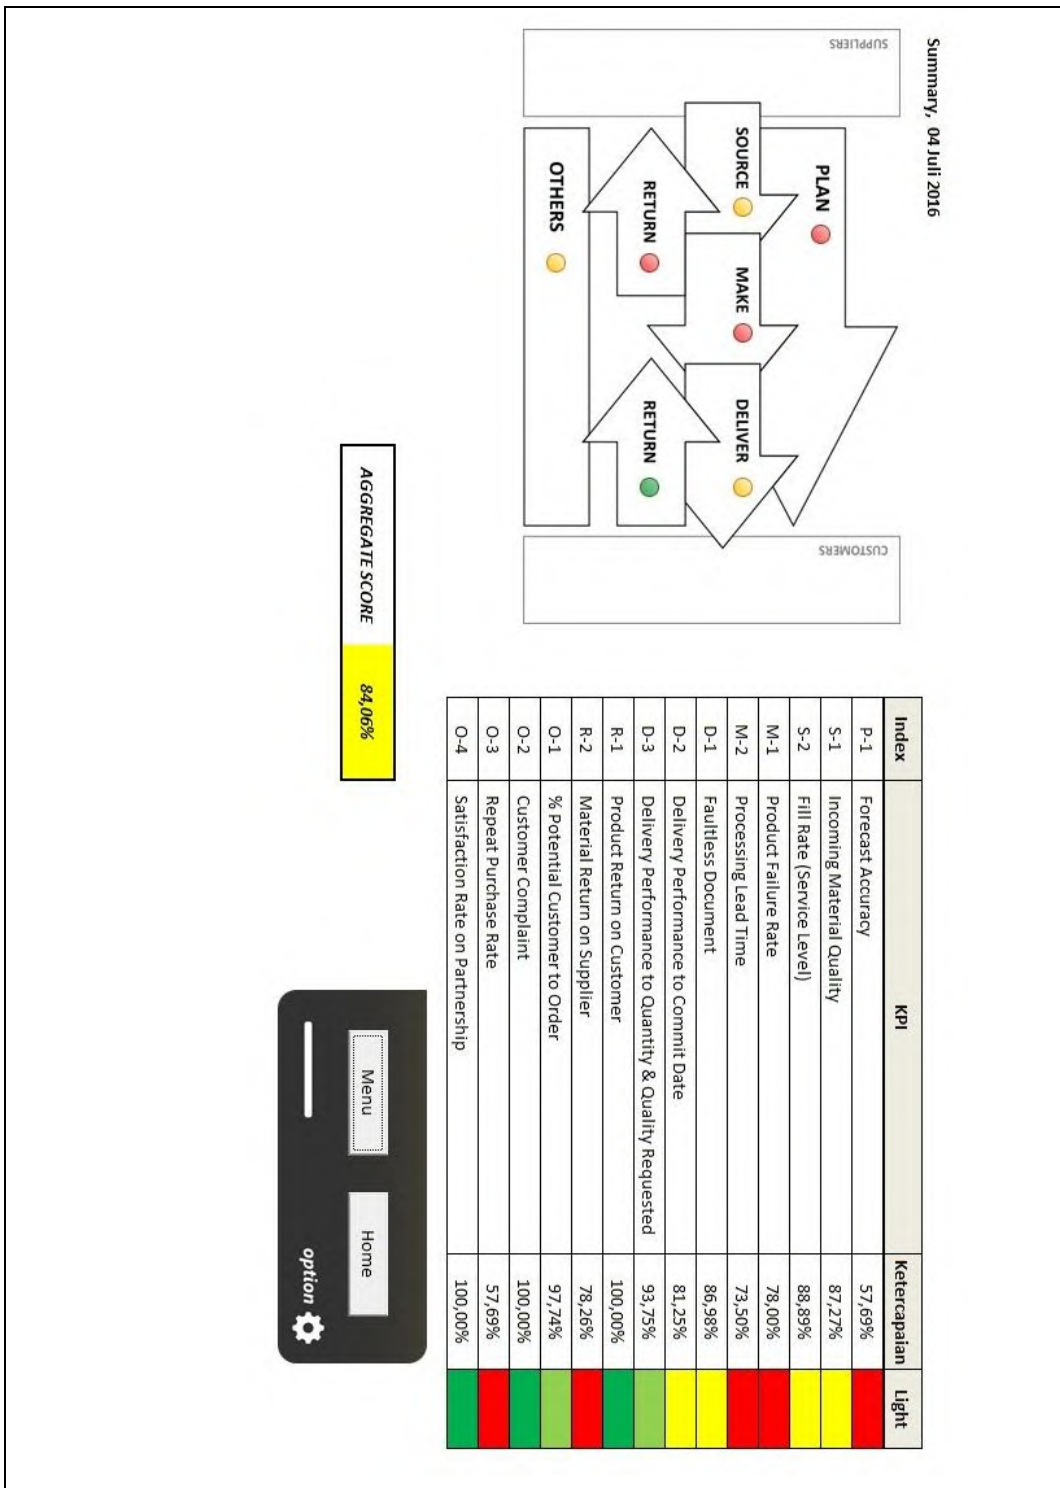 Summary, 04 Juli 2016
SUPPLIERS
PLAN
SOURCE
MAKE
DELIVER
RETURN
RETURN
OTHERS
CUSTOMERS
Index KPI Ketercapaian Light
P-1 Forecast Accuracy 57,69%
S-1 Incoming Material Quality 87,27%
S-2 Fill Rate (Service Level) 88,89%
M-1 Product Failure Rate 78,00%
M-2 Processing Lead Time 73,50%
D-1 Faultless Document 86,98%
D-2 Delivery Performance to Commit Date 81,25%
D-3 Delivery Performance to Quantity & Quality Requested 93,75%
R-1 Product Return on Customer 100,00%
R-2 Material Return on Supplier 78,26%
O-1 % Potential Customer to Order 97,74%
O-2 Customer Complaint 100,00%
O-3 Repeat Purchase Rate 57,69%
O-4 Satisfaction Rate on Partnership 100,00%
AGGREGATE SCORE 84,06%
Menu
Home
option